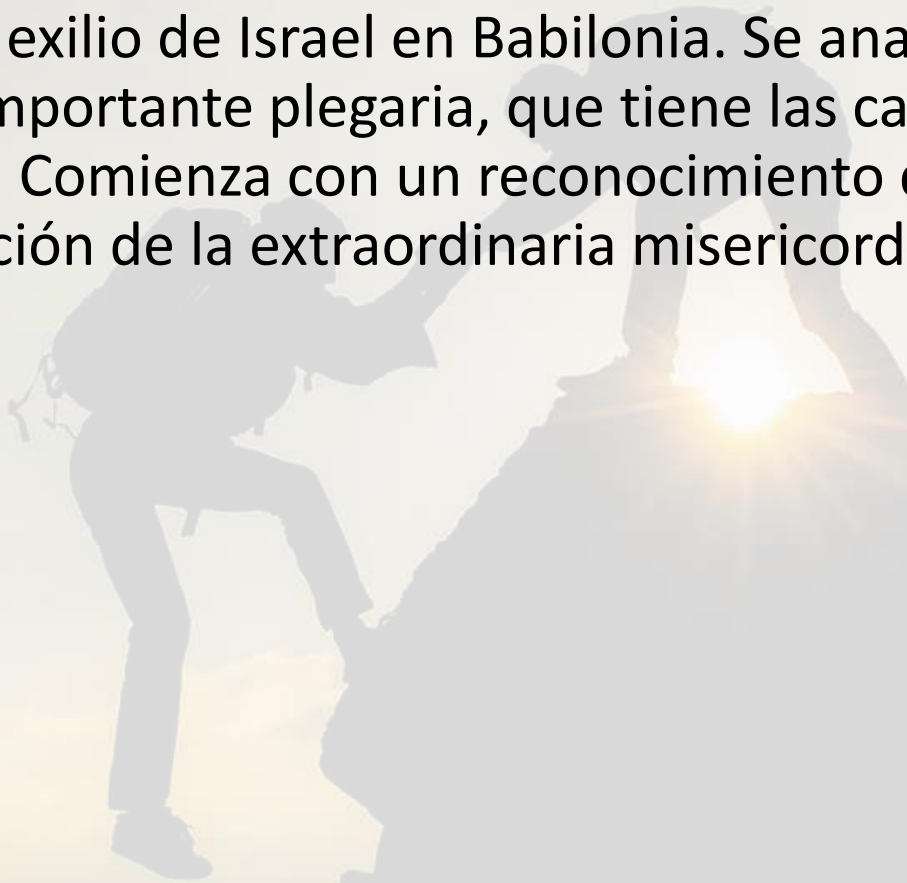 exilio de Israel en Babilonia. Se ana
mportante plegaria, que tiene las ca
Comienza con un reconocimiento
ción de la extraordinaria misericord